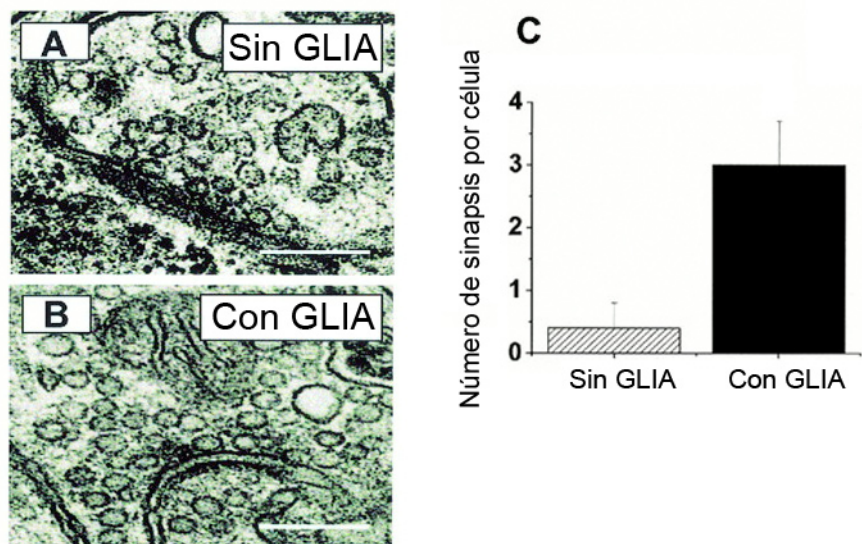 A
Sin GLIA
B
Con GLIA
C
Número de sinapsis por célula
4
3
2
1
0
Sin GLIA
Con GLIA